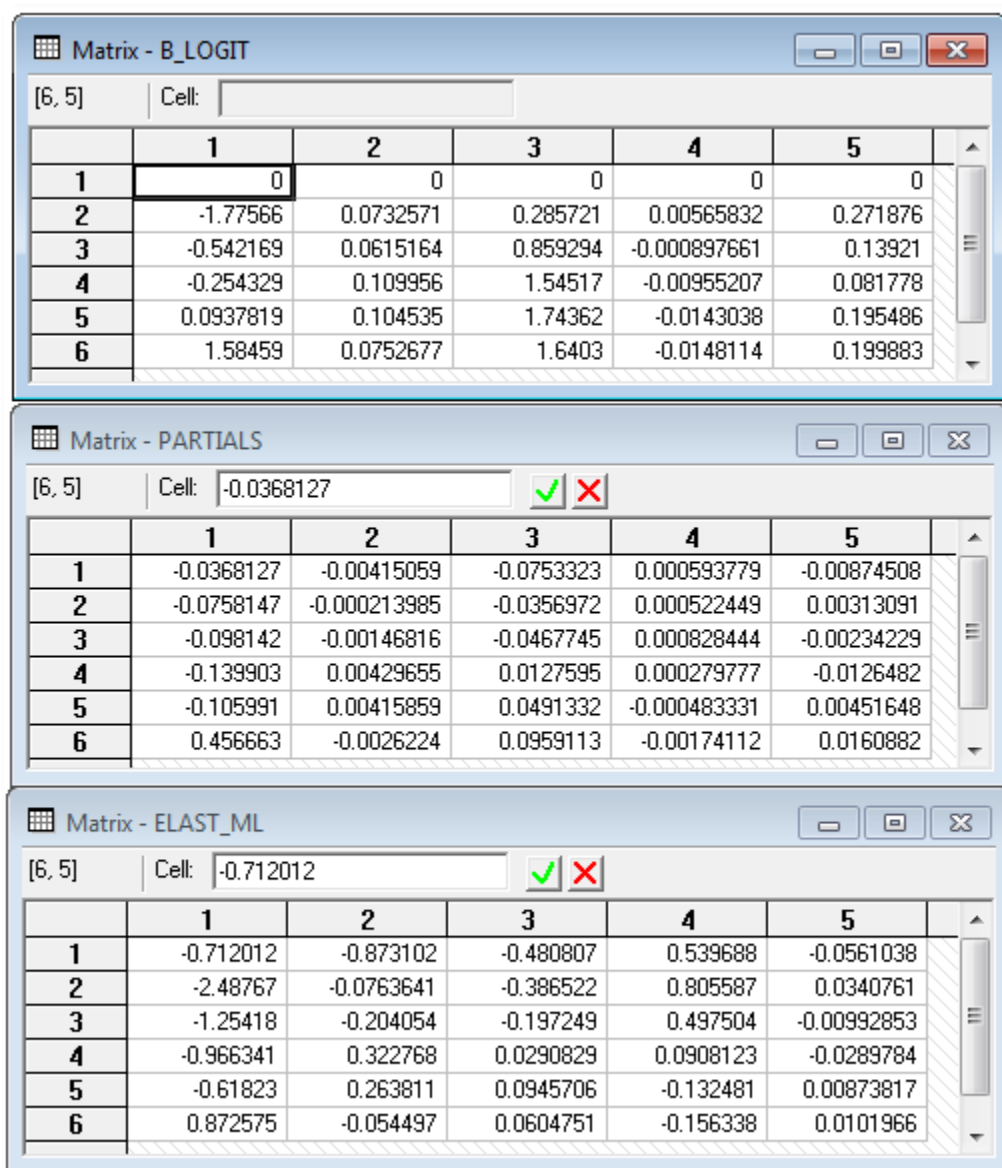 Matrix - B_LOGIT
[6, 5] Cell:
1 2 3 4 5
1 0 0 0 0 0
2 -1.77566 0.0732571 0.285721 0.00565832 0.271876
3 -0.542169 0.0615164 0.859294 -0.000897661 0.13921
4 -0.254329 0.109956 1.54517 -0.00955207 0.081778
5 0.0937819 0.104535 1.74362 -0.0143038 0.195486
6 1.58459 0.0752677 1.6403 -0.0148114 0.199883
Matrix - PARTIALS
[6, 5] Cell: -0.0368127
1 2 3 4 5
1 -0.0368127 -0.00415059 -0.0753323 0.000593779 -0.00874508
2 -0.0758147 -0.000213985 -0.0356972 0.000522449 0.00313091
3 -0.098142 -0.00146816 -0.0467745 0.000828444 -0.00234229
4 -0.139903 0.00429655 0.0127595 0.000279777 -0.0126482
5 -0.105991 0.00415859 0.0491332 -0.000483331 0.00451648
6 0.456663 -0.0026224 0.0959113 -0.00174112 0.0160882
Matrix - ELAST_ML
[6, 5] Cell: -0.712012
1 2 3 4 5
1 -0.712012 -0.873102 -0.480807 0.539688 -0.0561038
2 -2.48767 -0.0763641 -0.386522 0.805587 0.0340761
3 -1.25418 -0.204054 -0.197249 0.497504 -0.00992853
4 -0.966341 0.322768 0.0290829 0.0908123 -0.0289784
5 -0.61823 0.263811 0.0945706 -0.132481 0.00873817
6 0.872575 -0.054497 0.0604751 -0.156338 0.0101966